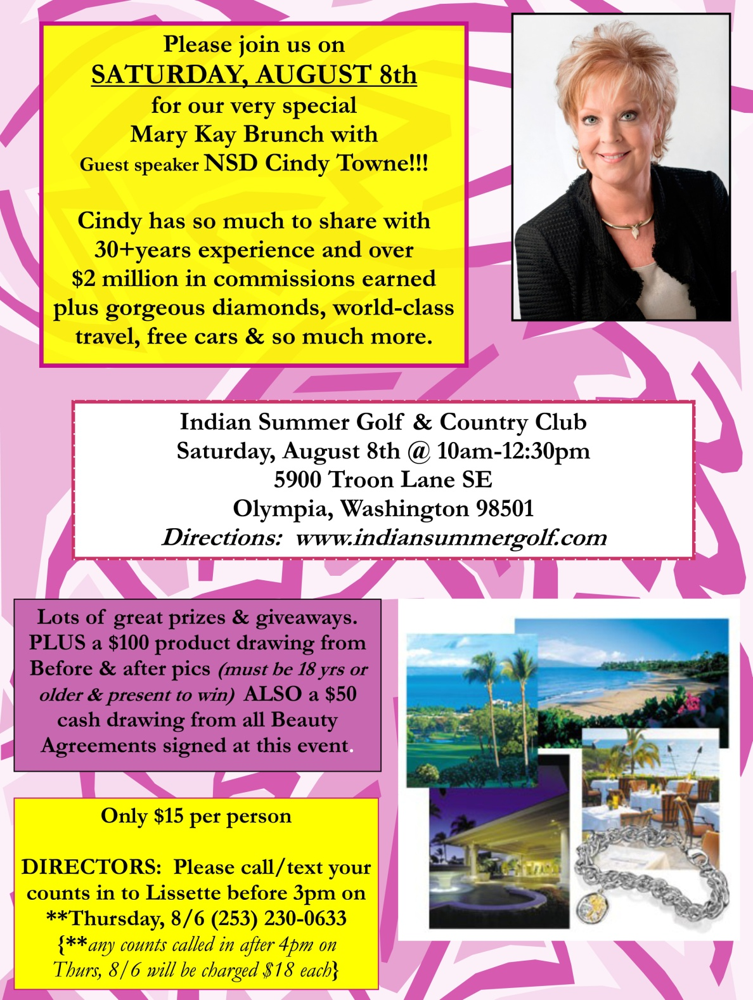 Please join us on
SATURDAY, AUGUST 8th
for our very special
Mary Kay Brunch with
Guest speaker NSD Cindy Towne!!!
Cindy has so much to share with
30+years experience and over
$2 million in commissions earned
plus gorgeous diamonds, world-class
travel, free cars & so much more.
Indian Summer Golf & Country Club
Saturday, August 8th @ 10am-12:30pm
5900 Troon Lane SE
Olympia, Washington 98501
Directions: www.indiansummergolf.com
Lots of great prizes & giveaways.
PLUS a $100 product drawing from
Before & after pics (must be 18 yrs or
older & present to win) ALSO a $50
cash drawing from all Beauty
Agreements signed at this event.
Only $15 per person
DIRECTORS: Please call/text your
counts in to Lissette before 3pm on
**Thursday, 8/6 (253) 230-0633
{**any counts called in after 4pm on
Thurs, 8/6 will be charged $18 each}